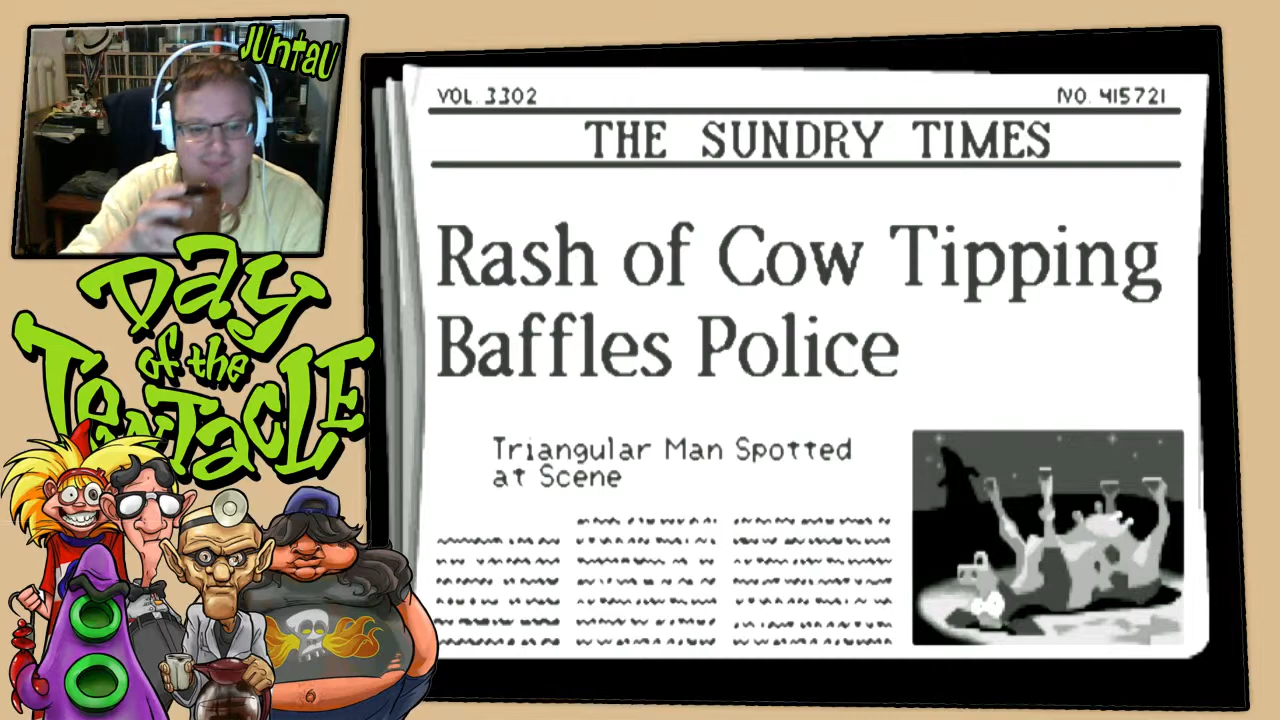 JUntaU
Day
of the
TENTACLE
VOL. 3302
NO. 415721
THE SUNDRY TIMES
Rash of Cow Tipping
Baffles Police
Triangular Man Spotted
at Scene